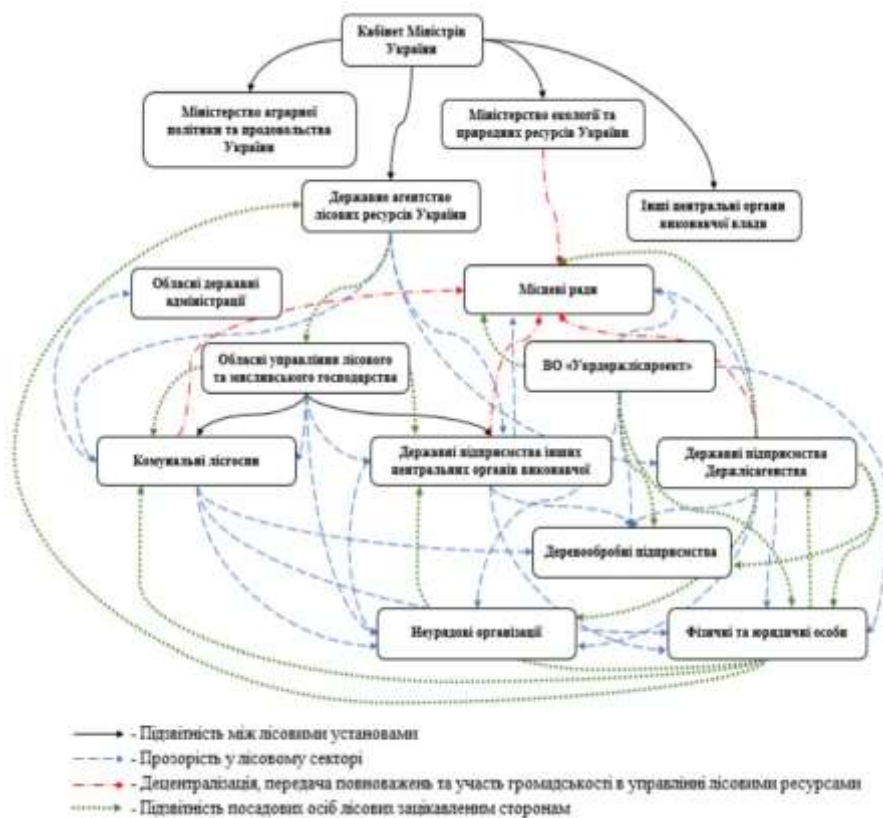 Кабінет Міністрів
України
Міністерство аграрної
політики та продовольства
України
Міністерство екології та
природних ресурсів України
Державне агентство
лісових ресурсів України
Інші центральні органи
виконавчої влади
Обласні державні
адміністрації
Місцеві ради
Обласні управління лісового
та мисливського господарства
ВО «Укрдержліспроект»
Комунальні лісгоспи
Державні підприємства інших
центральних органів виконавчої
Державні підприємства
Держлісагенства
Деревообробні підприємства
Неурядові організації
Фізичні та юридичні особи
- Підзвітність між лісовими установами
- Прозорість у лісовому секторі
- Децентралізація, передача повноважень та участь громадськості в управлінні лісовими ресурсами
- Підзвітність посадових осіб лісових зацікавленим сторонам